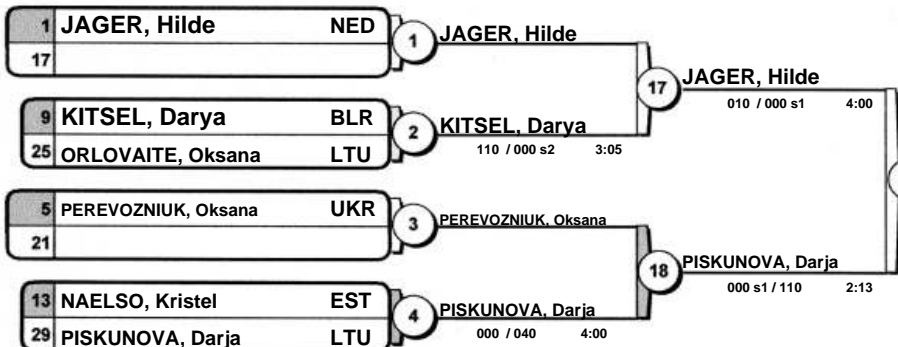 1 JAGER, Hilde NED
17
1 JAGER, Hilde
9 KITSEL, Darya BLR
25 ORLOVAITE, Oksana LTU
2 KITSEL, Darya
110 / 000 s2 3:05
17 JAGER, Hilde
010 / 000 s1 4:00
5 PEREVOZNIUK, Oksana UKR
21
3 PEREVOZNIUK, Oksana
13 NAELSO, Kristel EST
29 PISKUNOVA, Darja LTU
4 PISKUNOVA, Darja
000 / 040 4:00
18 PISKUNOVA, Darja
000 s1 / 110 2:13